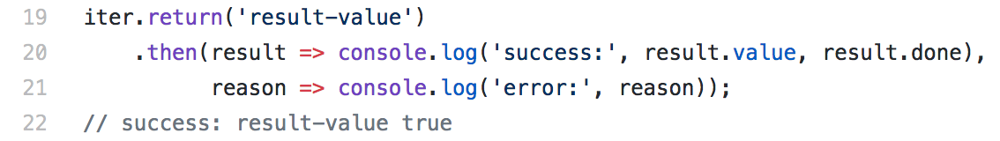 19 iter.return('result-value')
20     .then(result => console.log('success:', result.value, result.done),
21           reason => console.log('error:', reason));
22 // success: result-value true